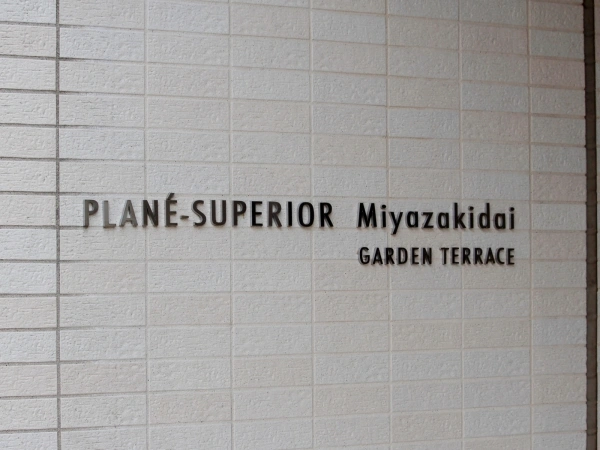 PLANÉ-SUPERIOR Miyazakidai
GARDEN TERRACE